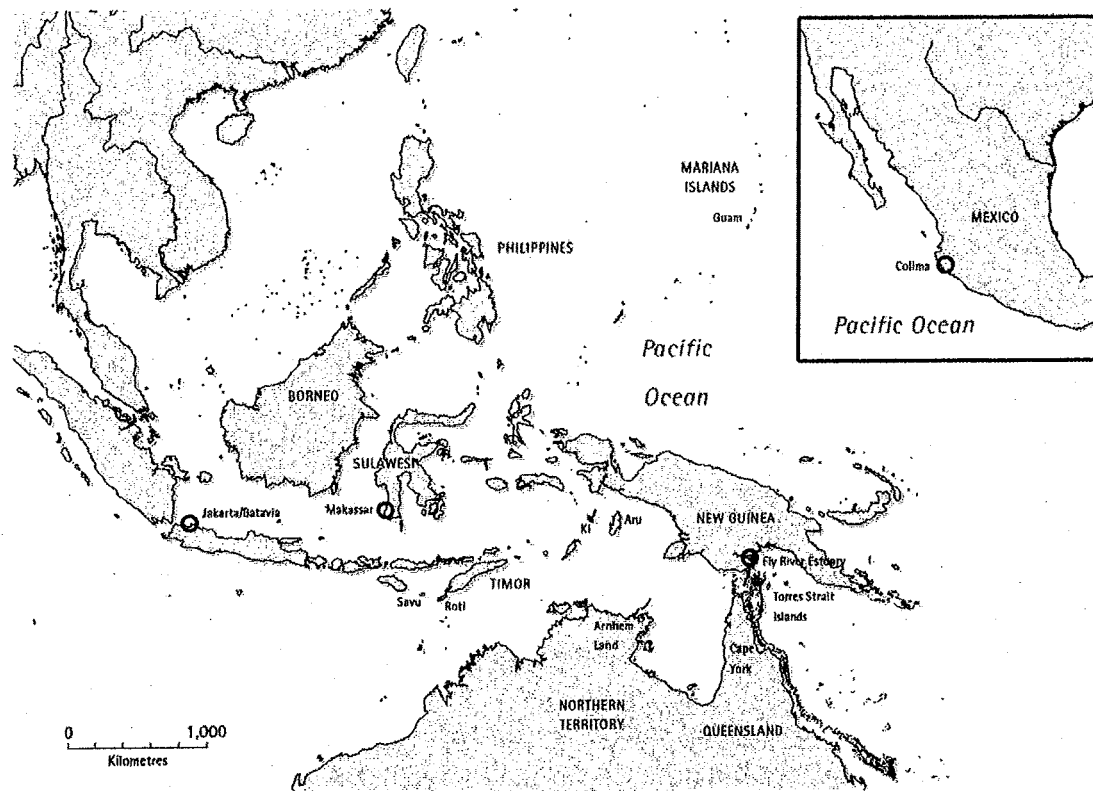 MARIANA
ISLANDS
Guam
PHILIPPINES
MEXICO
Colima
Pacific Ocean
Pacific
Ocean
BORNEO
SULAWESI
Jakarta/Batavia
Makassar
Ki
Aru
NEW GUINEA
Fly River Estuary
TIMOR
Savu
Roti
Torres Strait
Islands
Arnhem
Land
Cape
York
NORTHERN
TERRITORY
QUEENSLAND
0
1,000
Kilometres